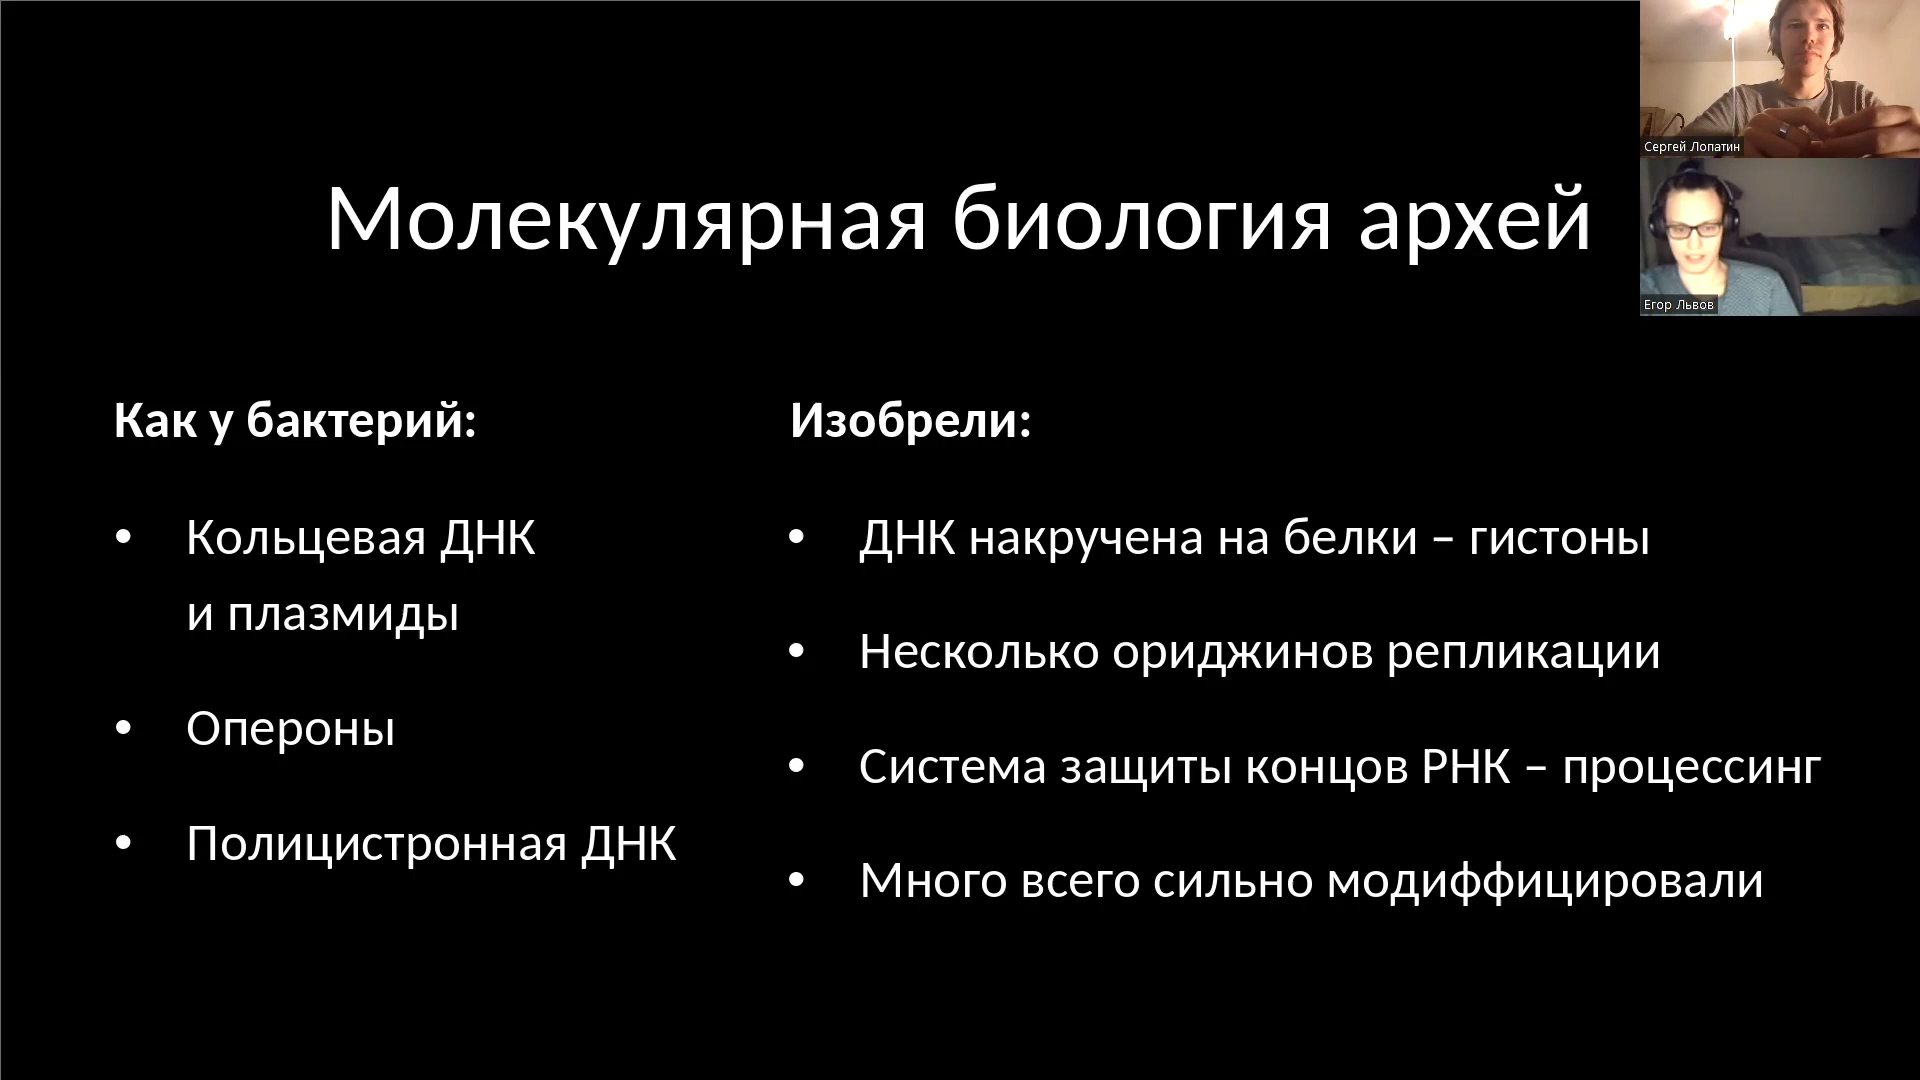 Молекулярная биология архей
Сергей Лопатин
Егор Львов
Как у бактерий:
• Кольцевая ДНК
и плазмиды
• Опероны
• Полицистронная ДНК
Изобрели:
• ДНК накручена на белки – гистоны
• Несколько ориджинов репликации
• Система защиты концов РНК – процессинг
• Много всего сильно модиффицировали